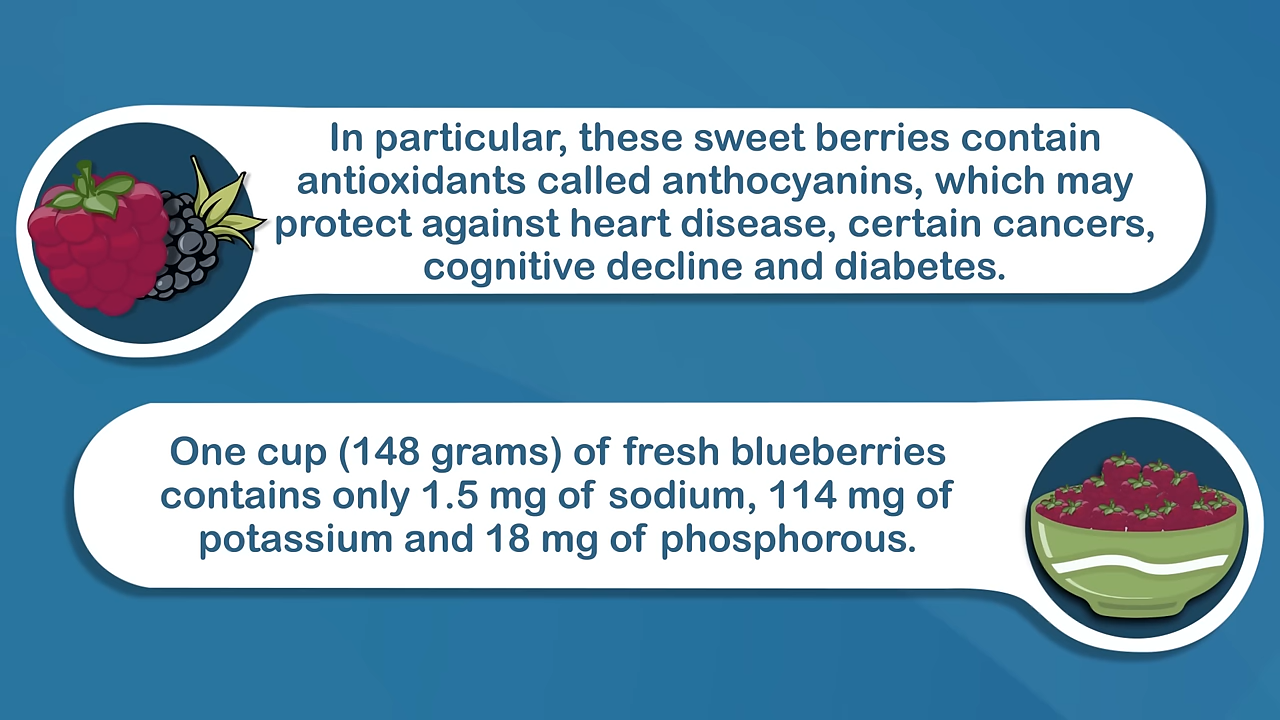 In particular, these sweet berries contain
antioxidants called anthocyanins, which may
protect against heart disease, certain cancers,
cognitive decline and diabetes.
One cup (148 grams) of fresh blueberries
contains only 1.5 mg of sodium, 114 mg of
potassium and 18 mg of phosphorous.